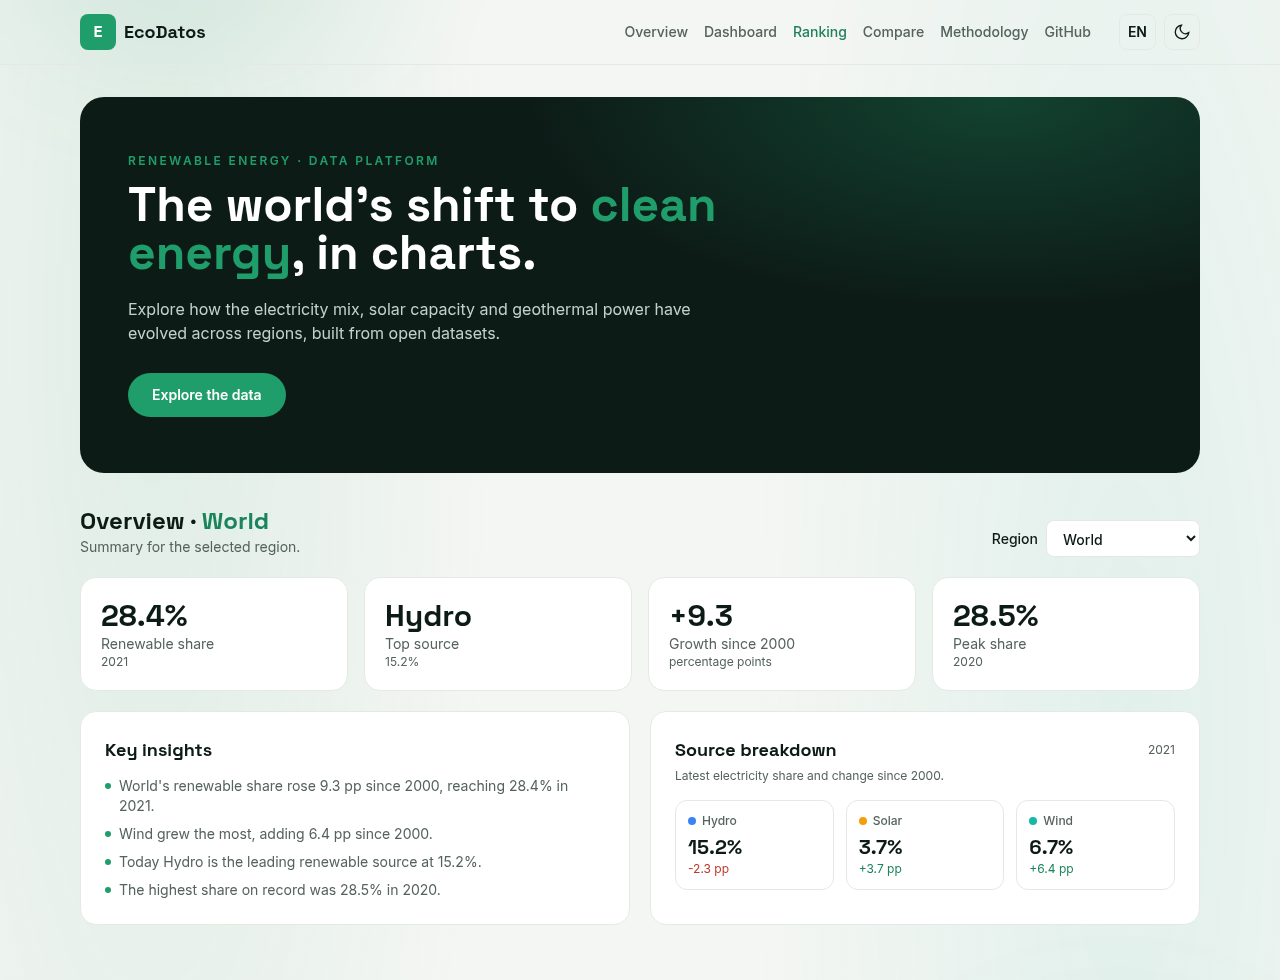 E EcoDatos
Overview Dashboard Ranking Compare Methodology GitHub EN
RENEWABLE ENERGY · DATA PLATFORM
The world’s shift to clean
energy, in charts.
Explore how the electricity mix, solar capacity and geothermal power have
evolved across regions, built from open datasets.
Explore the data
Overview · World
Summary for the selected region.
Region World
28.4%
Renewable share
2021
Hydro
Top source
15.2%
+9.3
Growth since 2000
percentage points
28.5%
Peak share
2020
Key insights
World's renewable share rose 9.3 pp since 2000, reaching 28.4% in
2021.
Wind grew the most, adding 6.4 pp since 2000.
Today Hydro is the leading renewable source at 15.2%.
The highest share on record was 28.5% in 2020.
Source breakdown 2021
Latest electricity share and change since 2000.
Hydro
15.2%
-2.3 pp
Solar
3.7%
+3.7 pp
Wind
6.7%
+6.4 pp